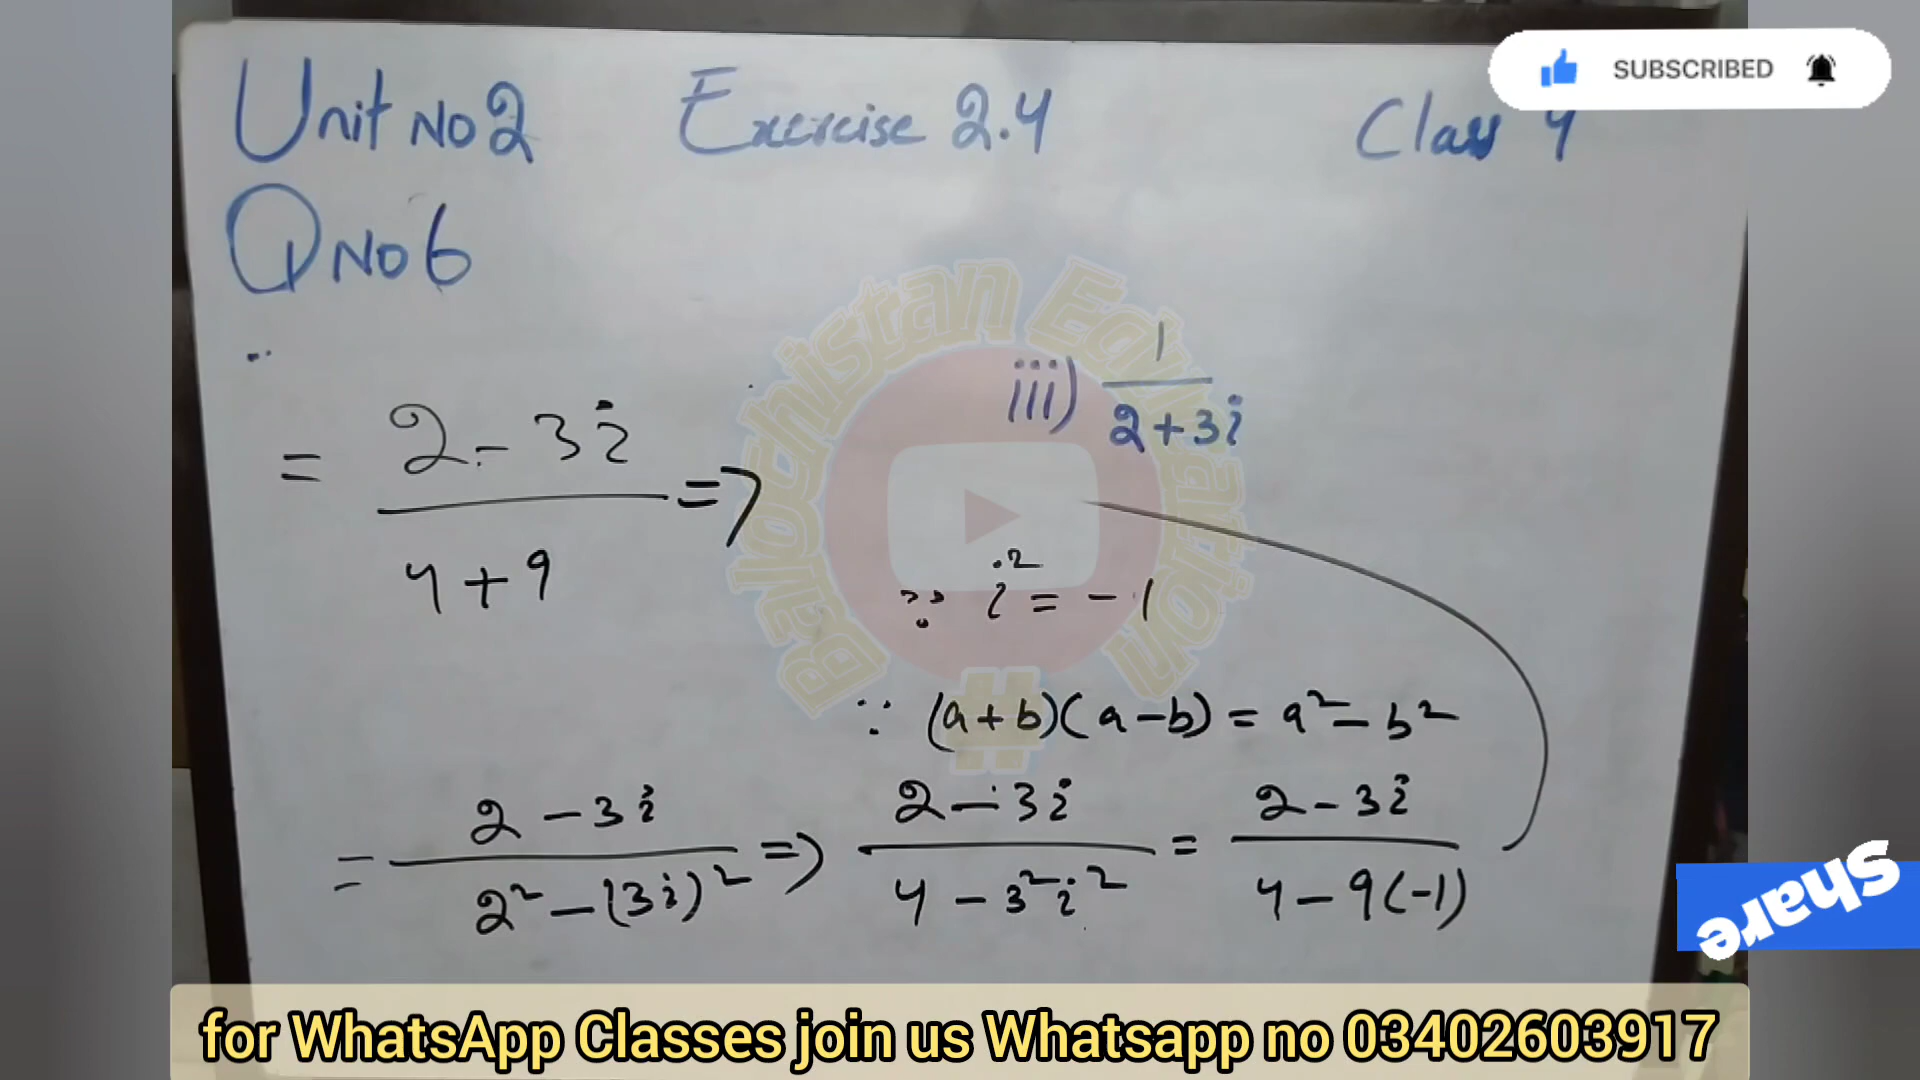 SUBSCRIBED
Unit No 2 Exercise 2.4 Class 9
Q No 6
iii) 1 / 2+3i
= 2 - 3i / 4 + 9 =>
∵ i² = -1
∵ (a+b)(a-b) = a² - b²
= 2 - 3i / 2² - (3i)² => 2 - 3i / 4 - 3²i² = 2 - 3i / 4 - 9(-1)
Balochistan Education
#
share
for WhatsApp Classes join us Whatsapp no 03402603917